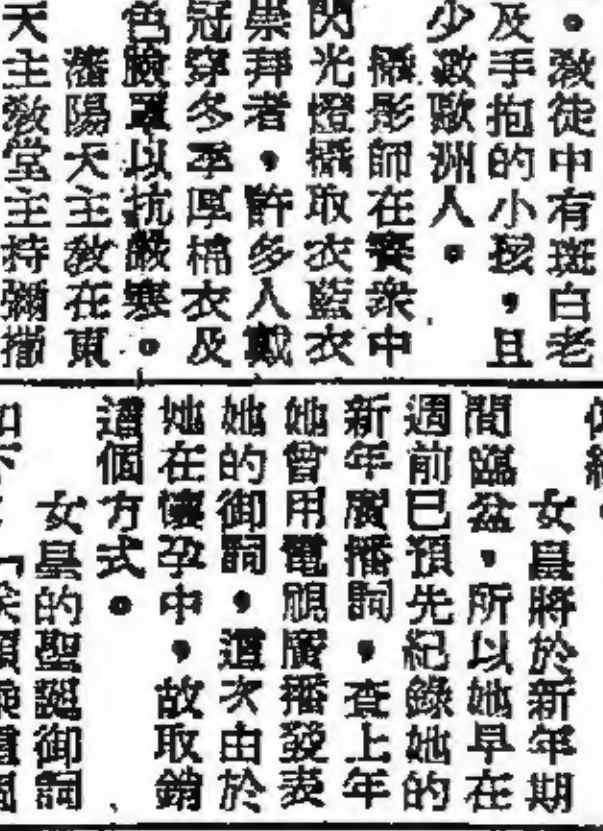 。教徒中有斑白老
及手抱的小孩，且
少數歐洲人。
攝影師在賽衆中
閃光燈攝取衣藍衣
崇拜者，許多人戴
冠穿冬季厚棉衣及
色臉罩以抗嚴寒。
瀋陽天主教在東
天主教堂主持彌撒
女皇將於新年期
間臨盆，所以她早在
週前已預先紀錄她的
新年廣播詞，查上年
她曾用電視廣播發表
她的御詞，這次由於
她在懷孕中，故取銷
這個方式。
女皇的聖誕御詞
如下：「